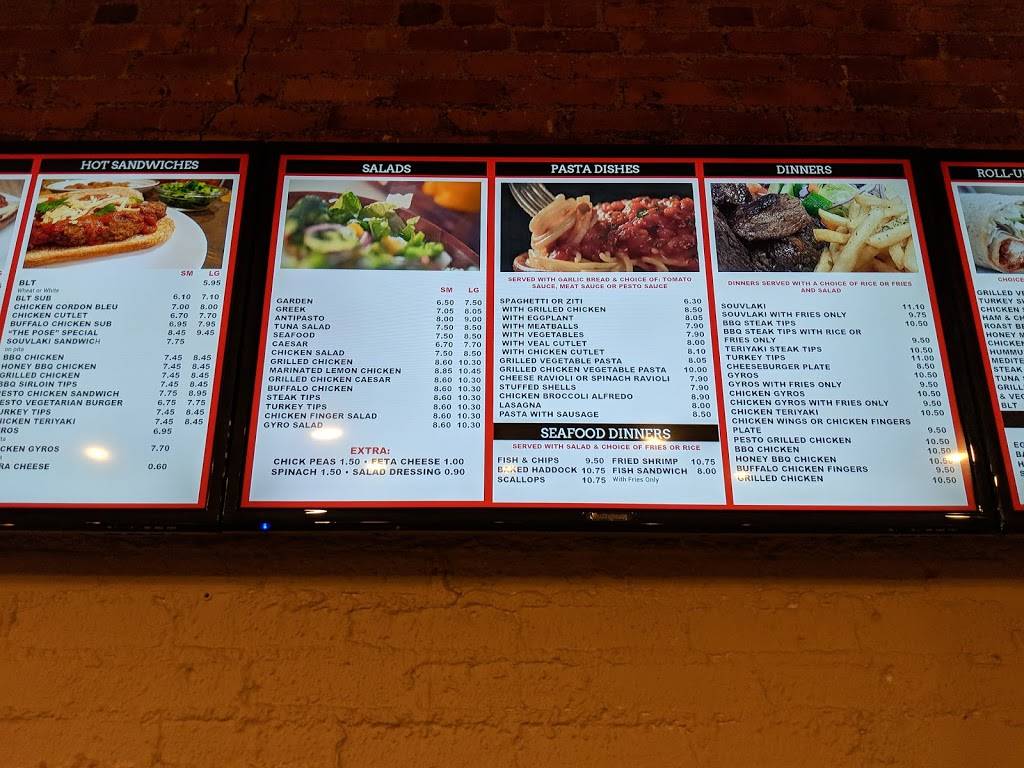 HOT SANDWICHES
SM LG
BLT 5.95
Wheat or White
BLT SUB 6.10 7.10
CHICKEN CORDON BLEU 7.00 8.00
CHICKEN CUTLET 6.70 7.70
BUFFALO CHICKEN SUB 6.95 7.95
"THE POSE" SPECIAL 8.45 9.45
SOUVLAKI SANDWICH 7.75
on pita
BBQ CHICKEN 7.45 8.45
HONEY BBQ CHICKEN 7.45 8.45
GRILLED CHICKEN 7.45 8.45
BBQ SIRLOIN TIPS 7.45 8.45
PESTO CHICKEN SANDWICH 7.75 8.95
PESTO VEGETARIAN BURGER 6.75 7.75
TURKEY TIPS 7.45 8.45
CHICKEN TERIYAKI 7.45 8.45
6.95
GYROS 7.70
CHEESE 0.60
SALADS
SM LG
GARDEN 6.50 7.50
GREEK 7.05 8.05
ANTIPASTO 8.00 9.00
TUNA SALAD 7.50 8.50
SEAFOOD 7.50 8.50
CAESAR 6.70 7.70
CHICKEN SALAD 7.50 8.50
GRILLED CHICKEN 8.60 10.30
MARINATED LEMON CHICKEN 8.85 10.45
GRILLED CHICKEN CAESAR 8.60 10.30
BUFFALO CHICKEN 8.60 10.30
STEAK TIPS 8.60 10.30
TURKEY TIPS 8.60 10.30
CHICKEN FINGER SALAD 8.60 10.30
GYRO SALAD 8.60 10.30
EXTRA:
CHICK PEAS 1.50 • FETA CHEESE 1.00
SPINACH 1.50 • SALAD DRESSING 0.90
PASTA DISHES
SERVED WITH GARLIC BREAD & CHOICE OF: TOMATO
SAUCE, MEAT SAUCE OR PESTO SAUCE
SPAGHETTI OR ZITI 6.30
WITH GRILLED CHICKEN 8.50
WITH EGGPLANT 8.05
WITH MEATBALLS 7.90
WITH VEGETABLES 7.90
WITH VEAL CUTLET 8.00
WITH CHICKEN CUTLET 8.10
GRILLED VEGETABLE PASTA 8.05
GRILLED CHICKEN VEGETABLE PASTA 10.00
CHEESE RAVIOLI OR SPINACH RAVIOLI 7.90
STUFFED SHELLS 7.90
CHICKEN BROCCOLI ALFREDO 8.90
LASAGNA 8.00
PASTA WITH SAUSAGE 8.50
SEAFOOD DINNERS
SERVED WITH SALAD & CHOICE OF FRIES OR RICE
FISH & CHIPS 9.50 FRIED SHRIMP 10.75
BAKED HADDOCK 10.75 FISH SANDWICH 8.00
SCALLOPS 10.75 With Fries Only
DINNERS
DINNERS SERVED WITH A CHOICE OF RICE OR FRIES
AND SALAD
SOUVLAKI 11.10
SOUVLAKI WITH FRIES ONLY 9.75
BBQ STEAK TIPS 10.50
BBQ STEAK TIPS WITH RICE OR
FRIES ONLY 9.50
TERIYAKI STEAK TIPS 10.50
TURKEY TIPS 11.00
CHEESEBURGER PLATE 8.50
GYROS 10.50
GYROS WITH FRIES ONLY 9.50
CHICKEN GYROS 10.50
CHICKEN GYROS WITH FRIES ONLY 9.50
CHICKEN TERIYAKI 10.50
CHICKEN WINGS OR CHICKEN FINGERS
PLATE 9.50
PESTO GRILLED CHICKEN 10.50
BBQ CHICKEN 10.50
HONEY BBQ CHICKEN 10.50
BUFFALO CHICKEN FINGERS 9.50
GRILLED CHICKEN 10.50
GRILLED
TURKEY
CHICKEN
HAM &
ROAST
HONEY
CHICKEN
STEAK
TUNA
GRILLED
BLT